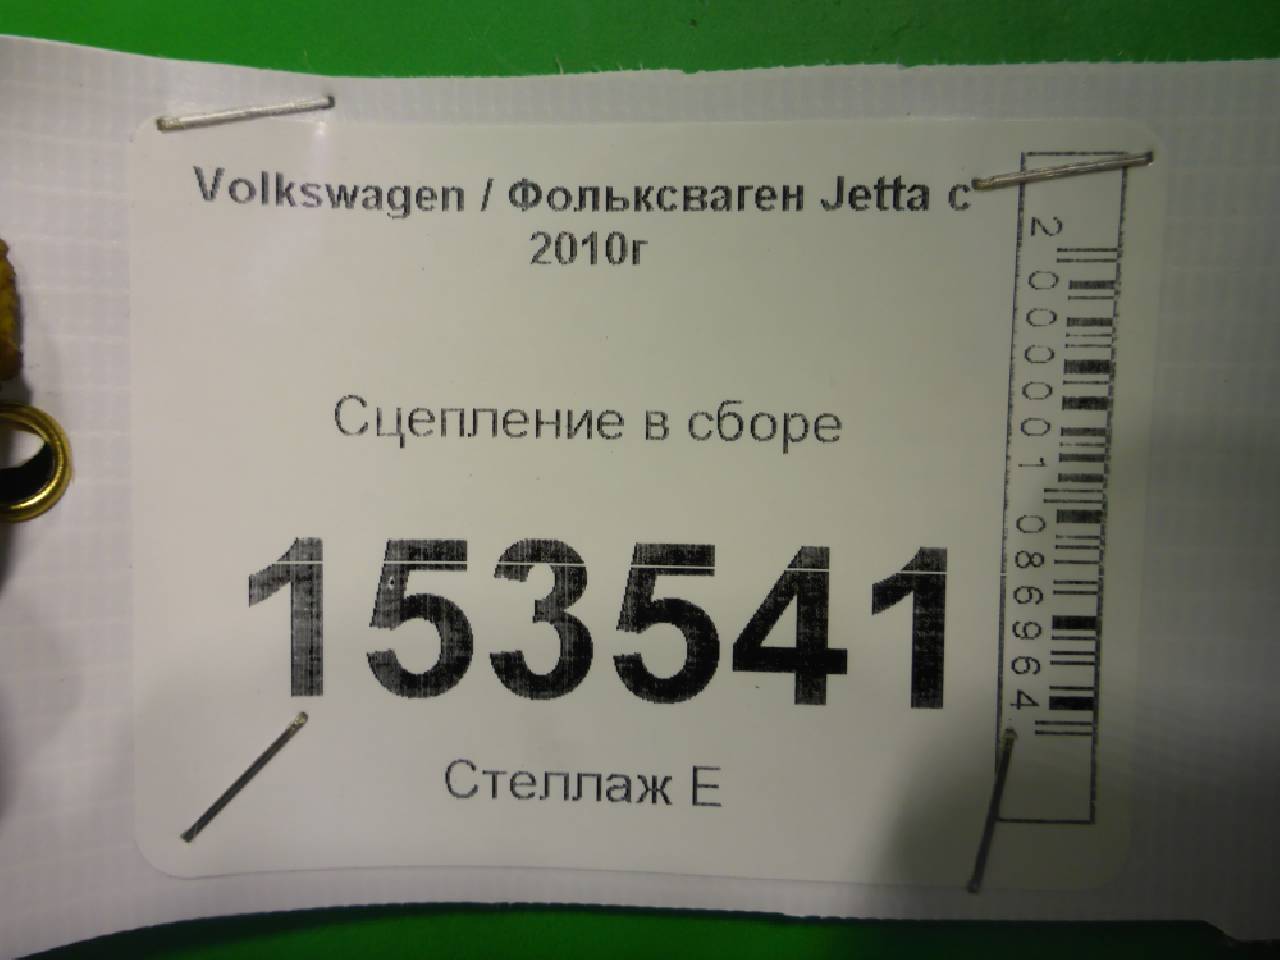 Volkswagen / Фольксваген Jetta с
2010г
Сцепление в сборе
153541
Стеллаж Е
2000001086964